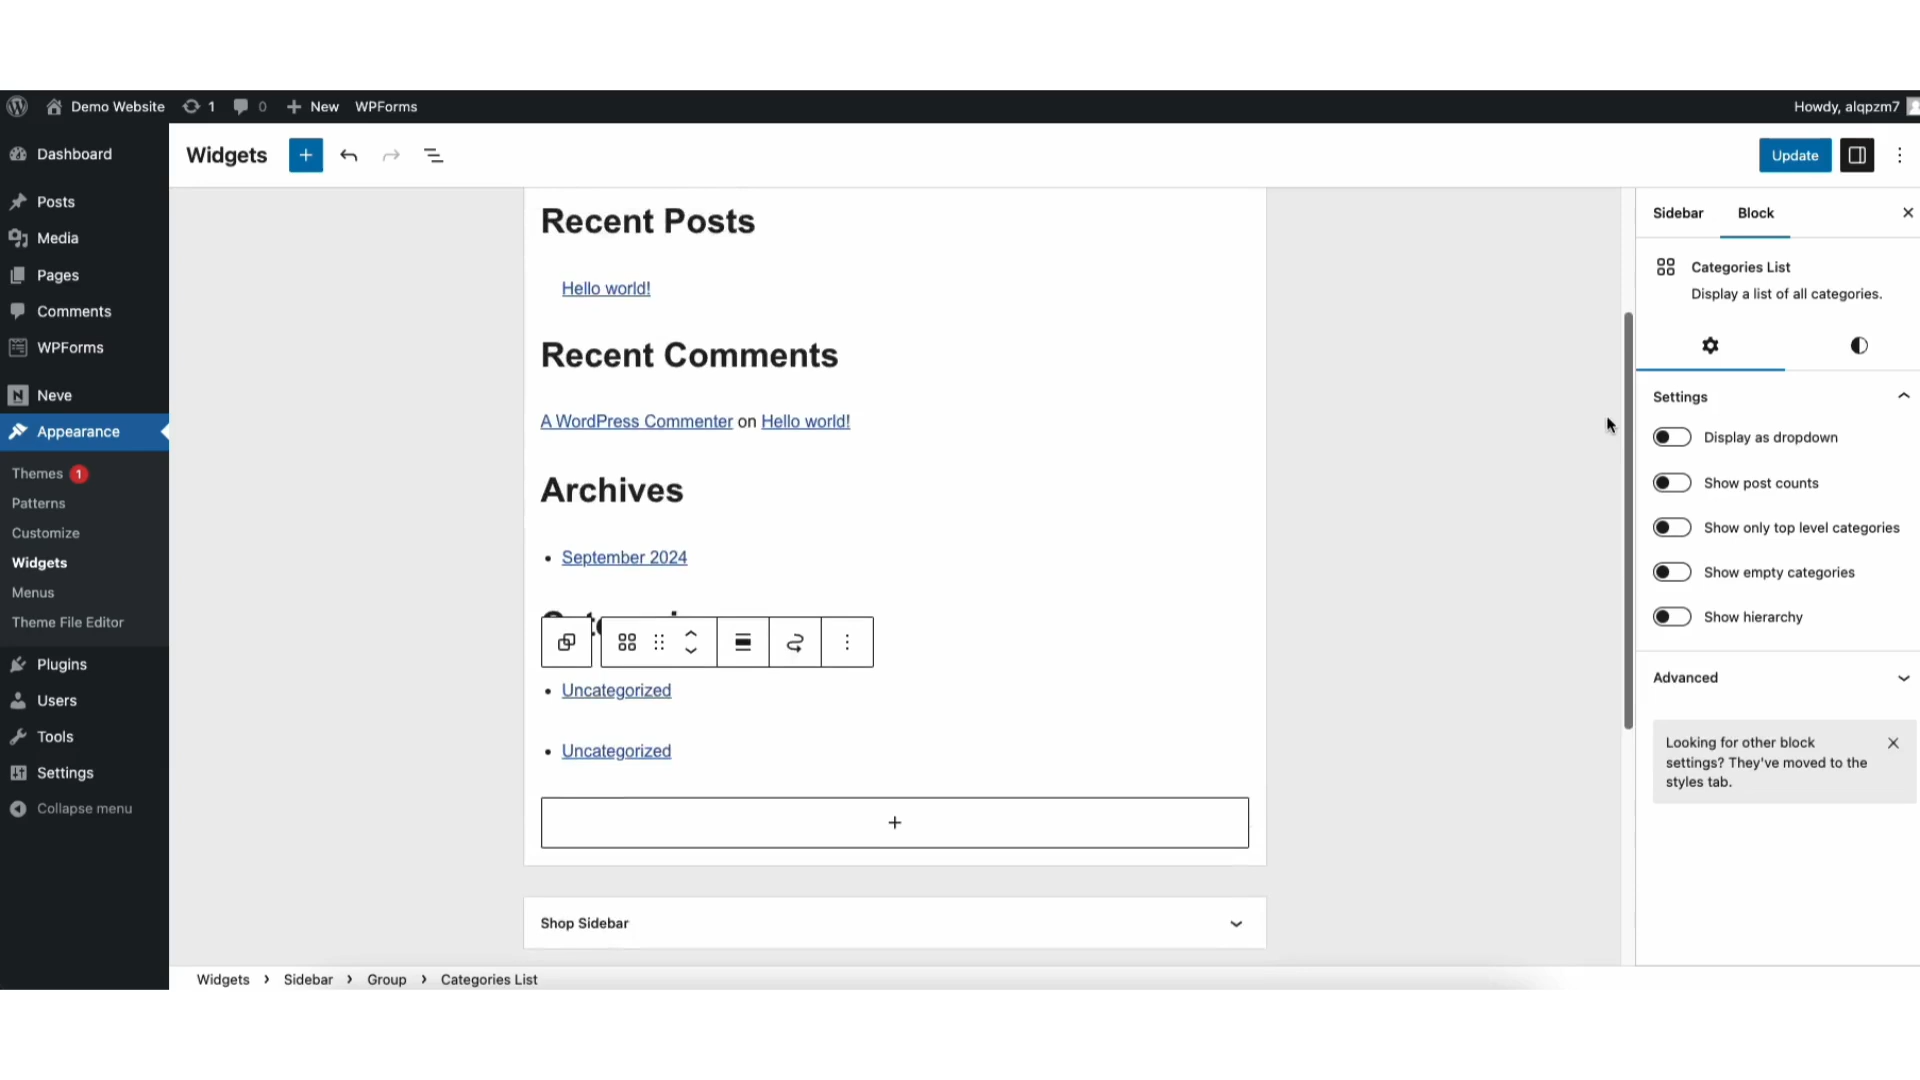 Demo Website 1 0 New WPForms Howdy, alqpzm7
Dashboard
Posts
Media
Pages
Comments
WPForms
Neve
Appearance
Themes 1
Patterns
Customize
Widgets
Menus
Theme File Editor
Plugins
Users
Tools
Settings
Collapse menu
Widgets
Update
Recent Posts
Hello world!
Recent Comments
A WordPress Commenter on Hello world!
Archives
September 2024
Uncategorized
Uncategorized
Shop Sidebar
Sidebar Block
Categories List
Display a list of all categories.
Settings
Display as dropdown
Show post counts
Show only top level categories
Show empty categories
Show hierarchy
Advanced
Looking for other block
settings? They've moved to the
styles tab.
Widgets › Sidebar › Group › Categories List